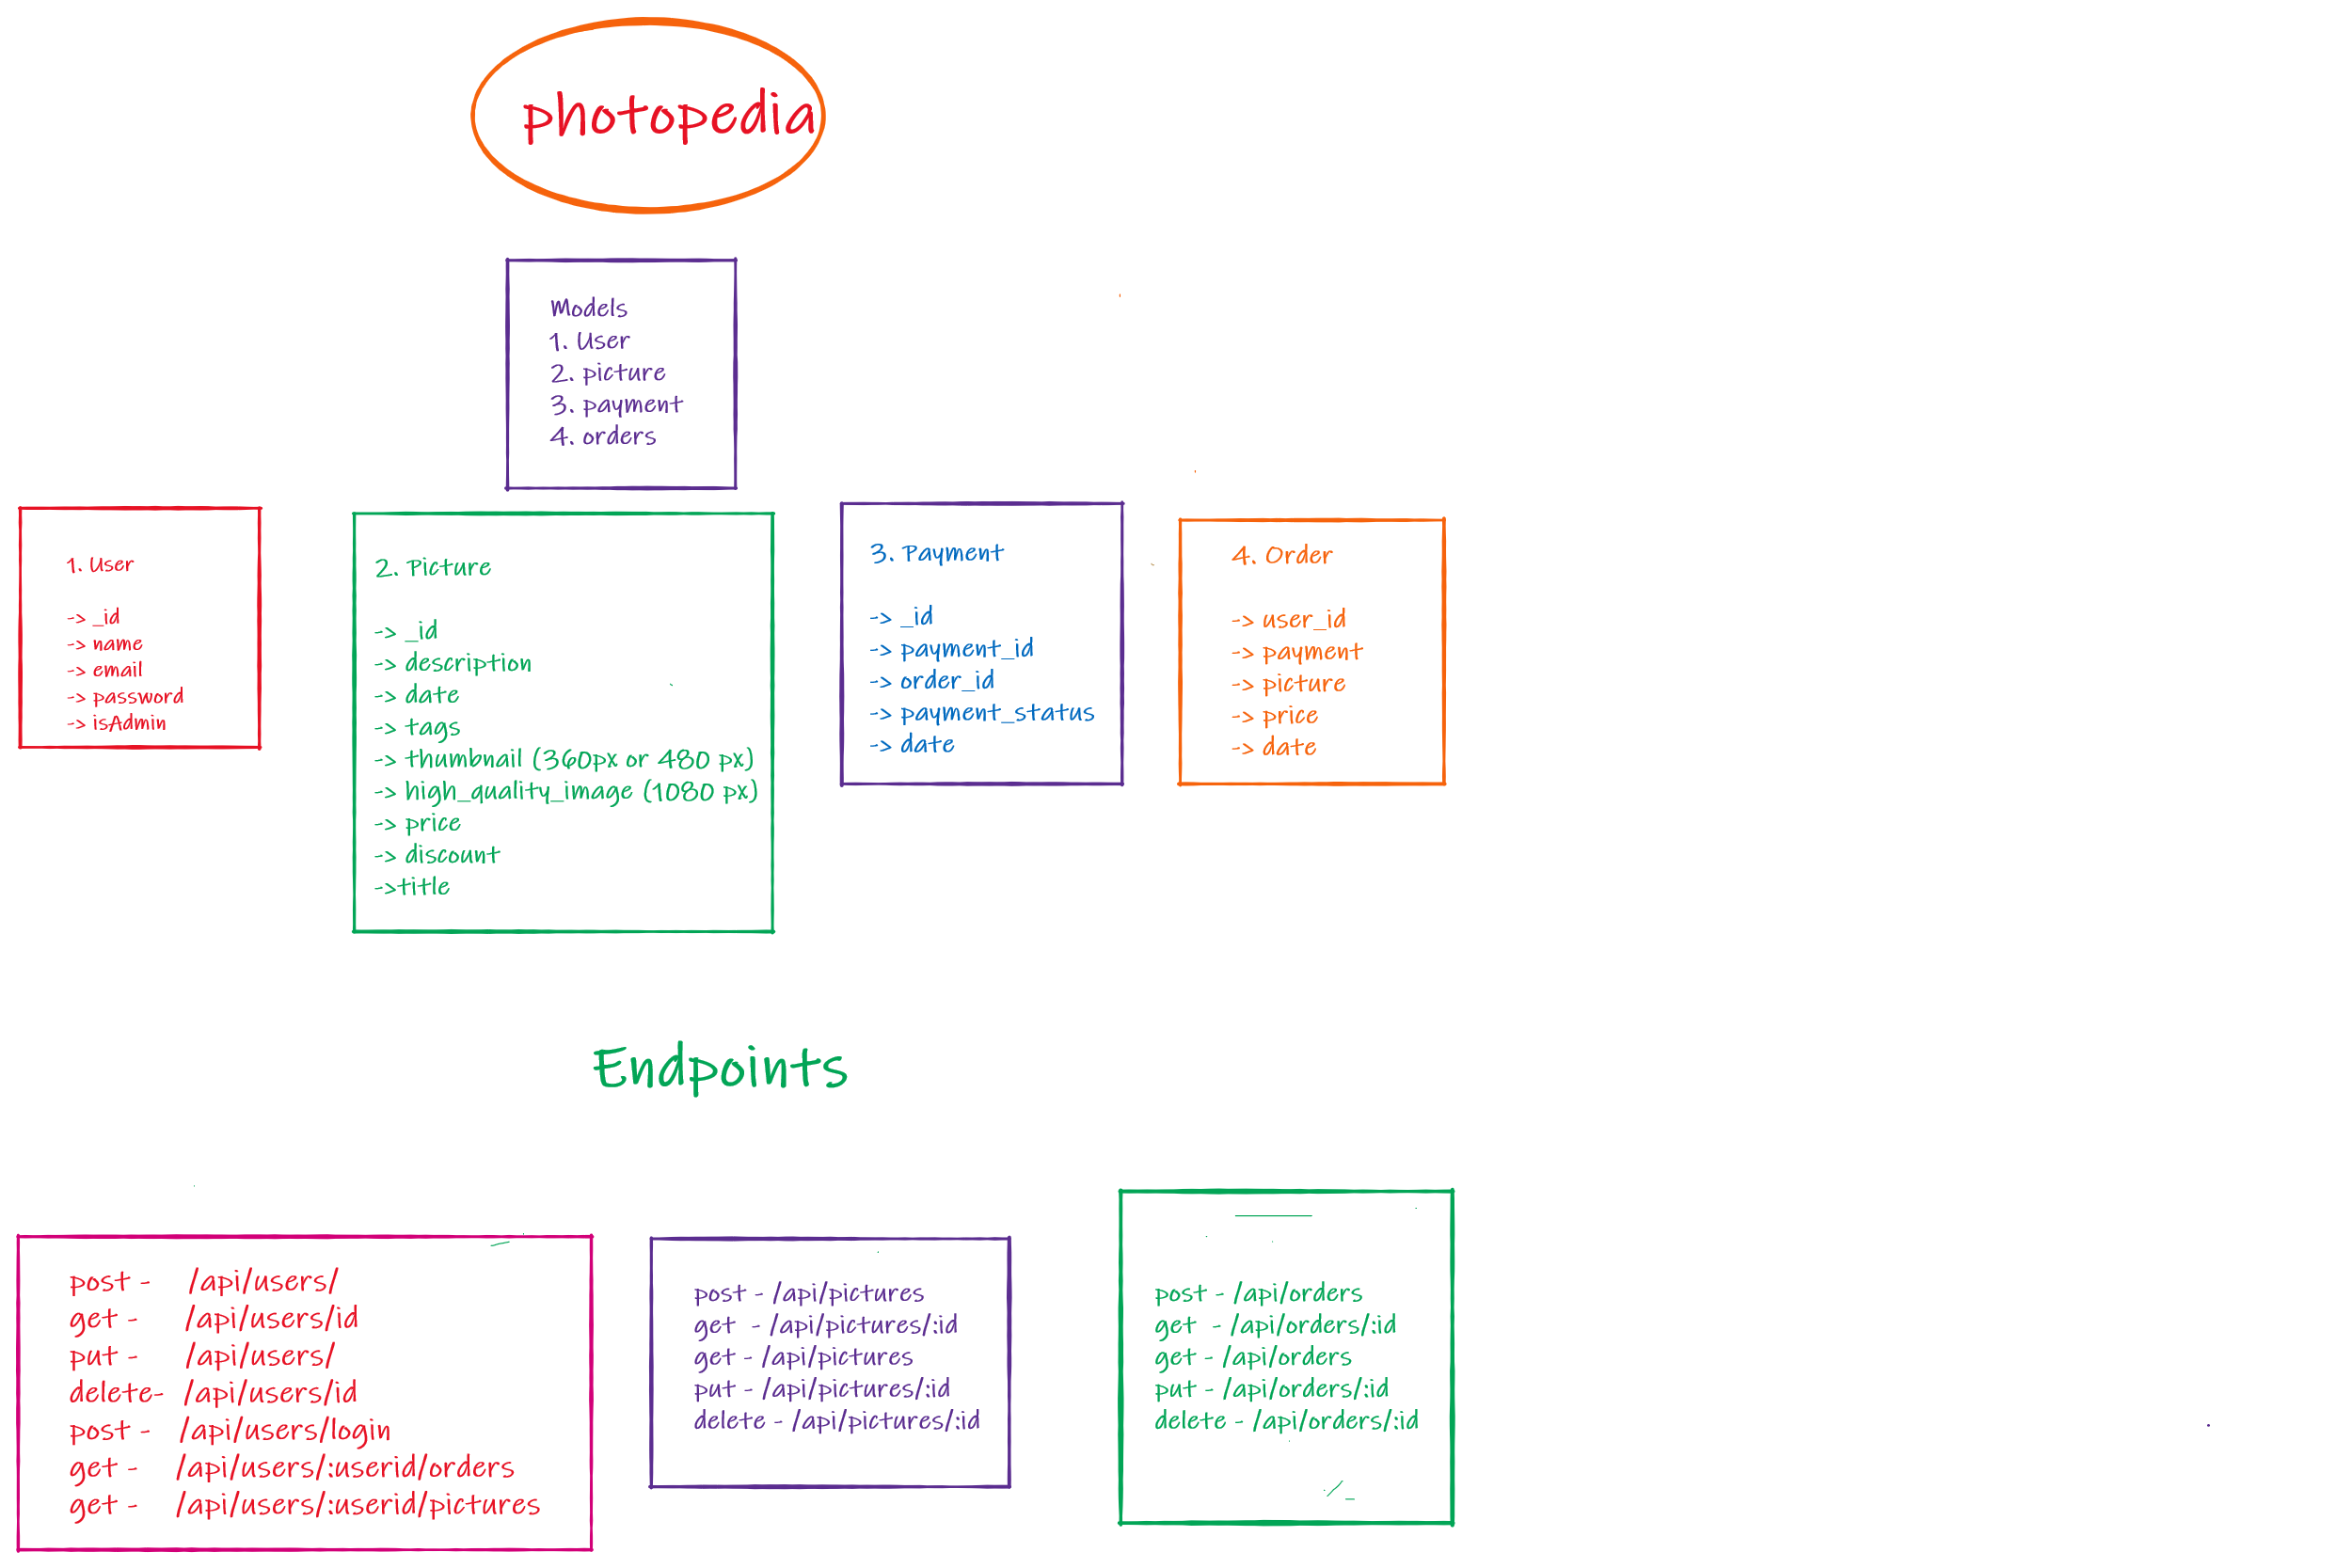 photopedia
Models
1. User
2. picture
3. payment
4. orders
1. User
-> _id
-> name
-> email
-> password
-> isAdmin
2. Picture
-> _id
-> description
-> date
-> tags
-> thumbnail (360px or 480 px)
-> high_quality_image (1080 px)
-> price
-> discount
->title
3. Payment
-> _id
-> payment_id
-> order_id
-> payment_status
-> date
4. Order
-> user_id
-> payment
-> picture
-> price
-> date
Endpoints
post - /api/users/
get - /api/users/id
put - /api/users/
delete- /api/users/id
post - /api/users/login
get - /api/users/:userid/orders
get - /api/users/:userid/pictures
post - /api/pictures
get - /api/pictures/:id
get - /api/pictures
put - /api/pictures/:id
delete - /api/pictures/:id
post - /api/orders
get - /api/orders/:id
get - /api/orders
put - /api/orders/:id
delete - /api/orders/:id